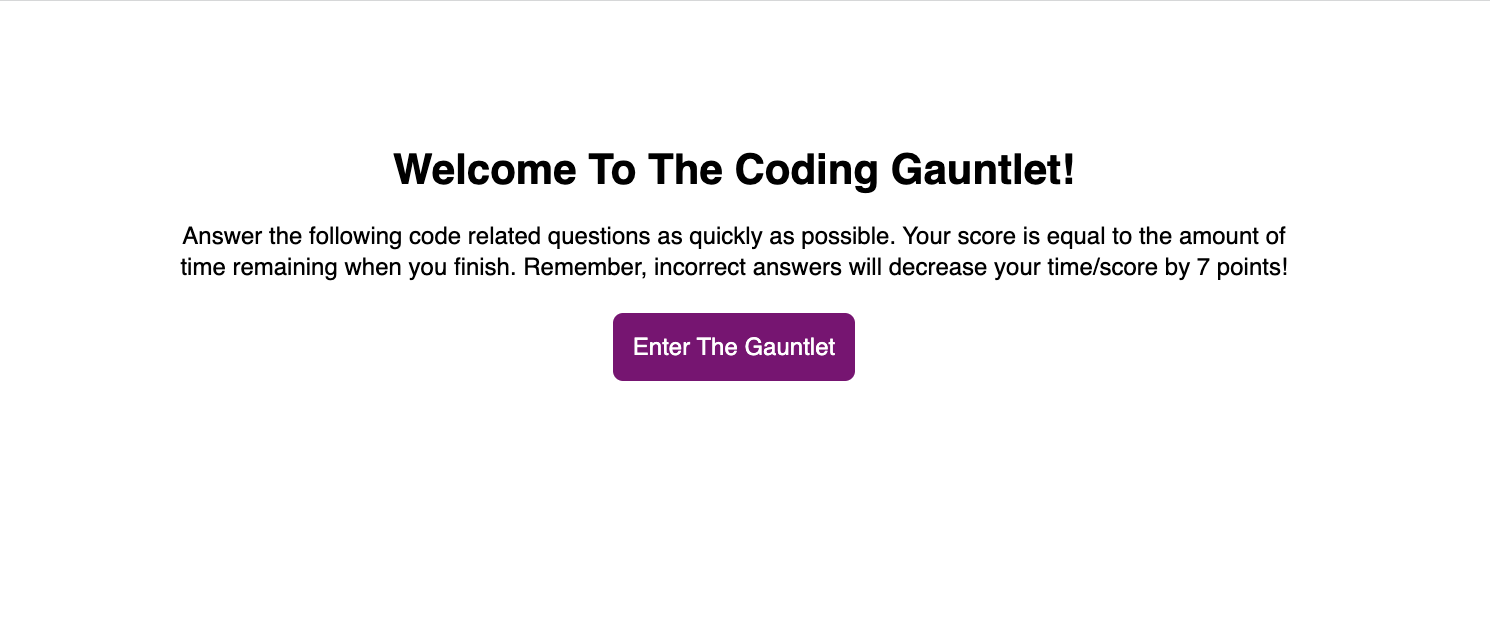 Welcome To The Coding Gauntlet!
Answer the following code related questions as quickly as possible. Your score is equal to the amount of
time remaining when you finish. Remember, incorrect answers will decrease your time/score by 7 points!
Enter The Gauntlet